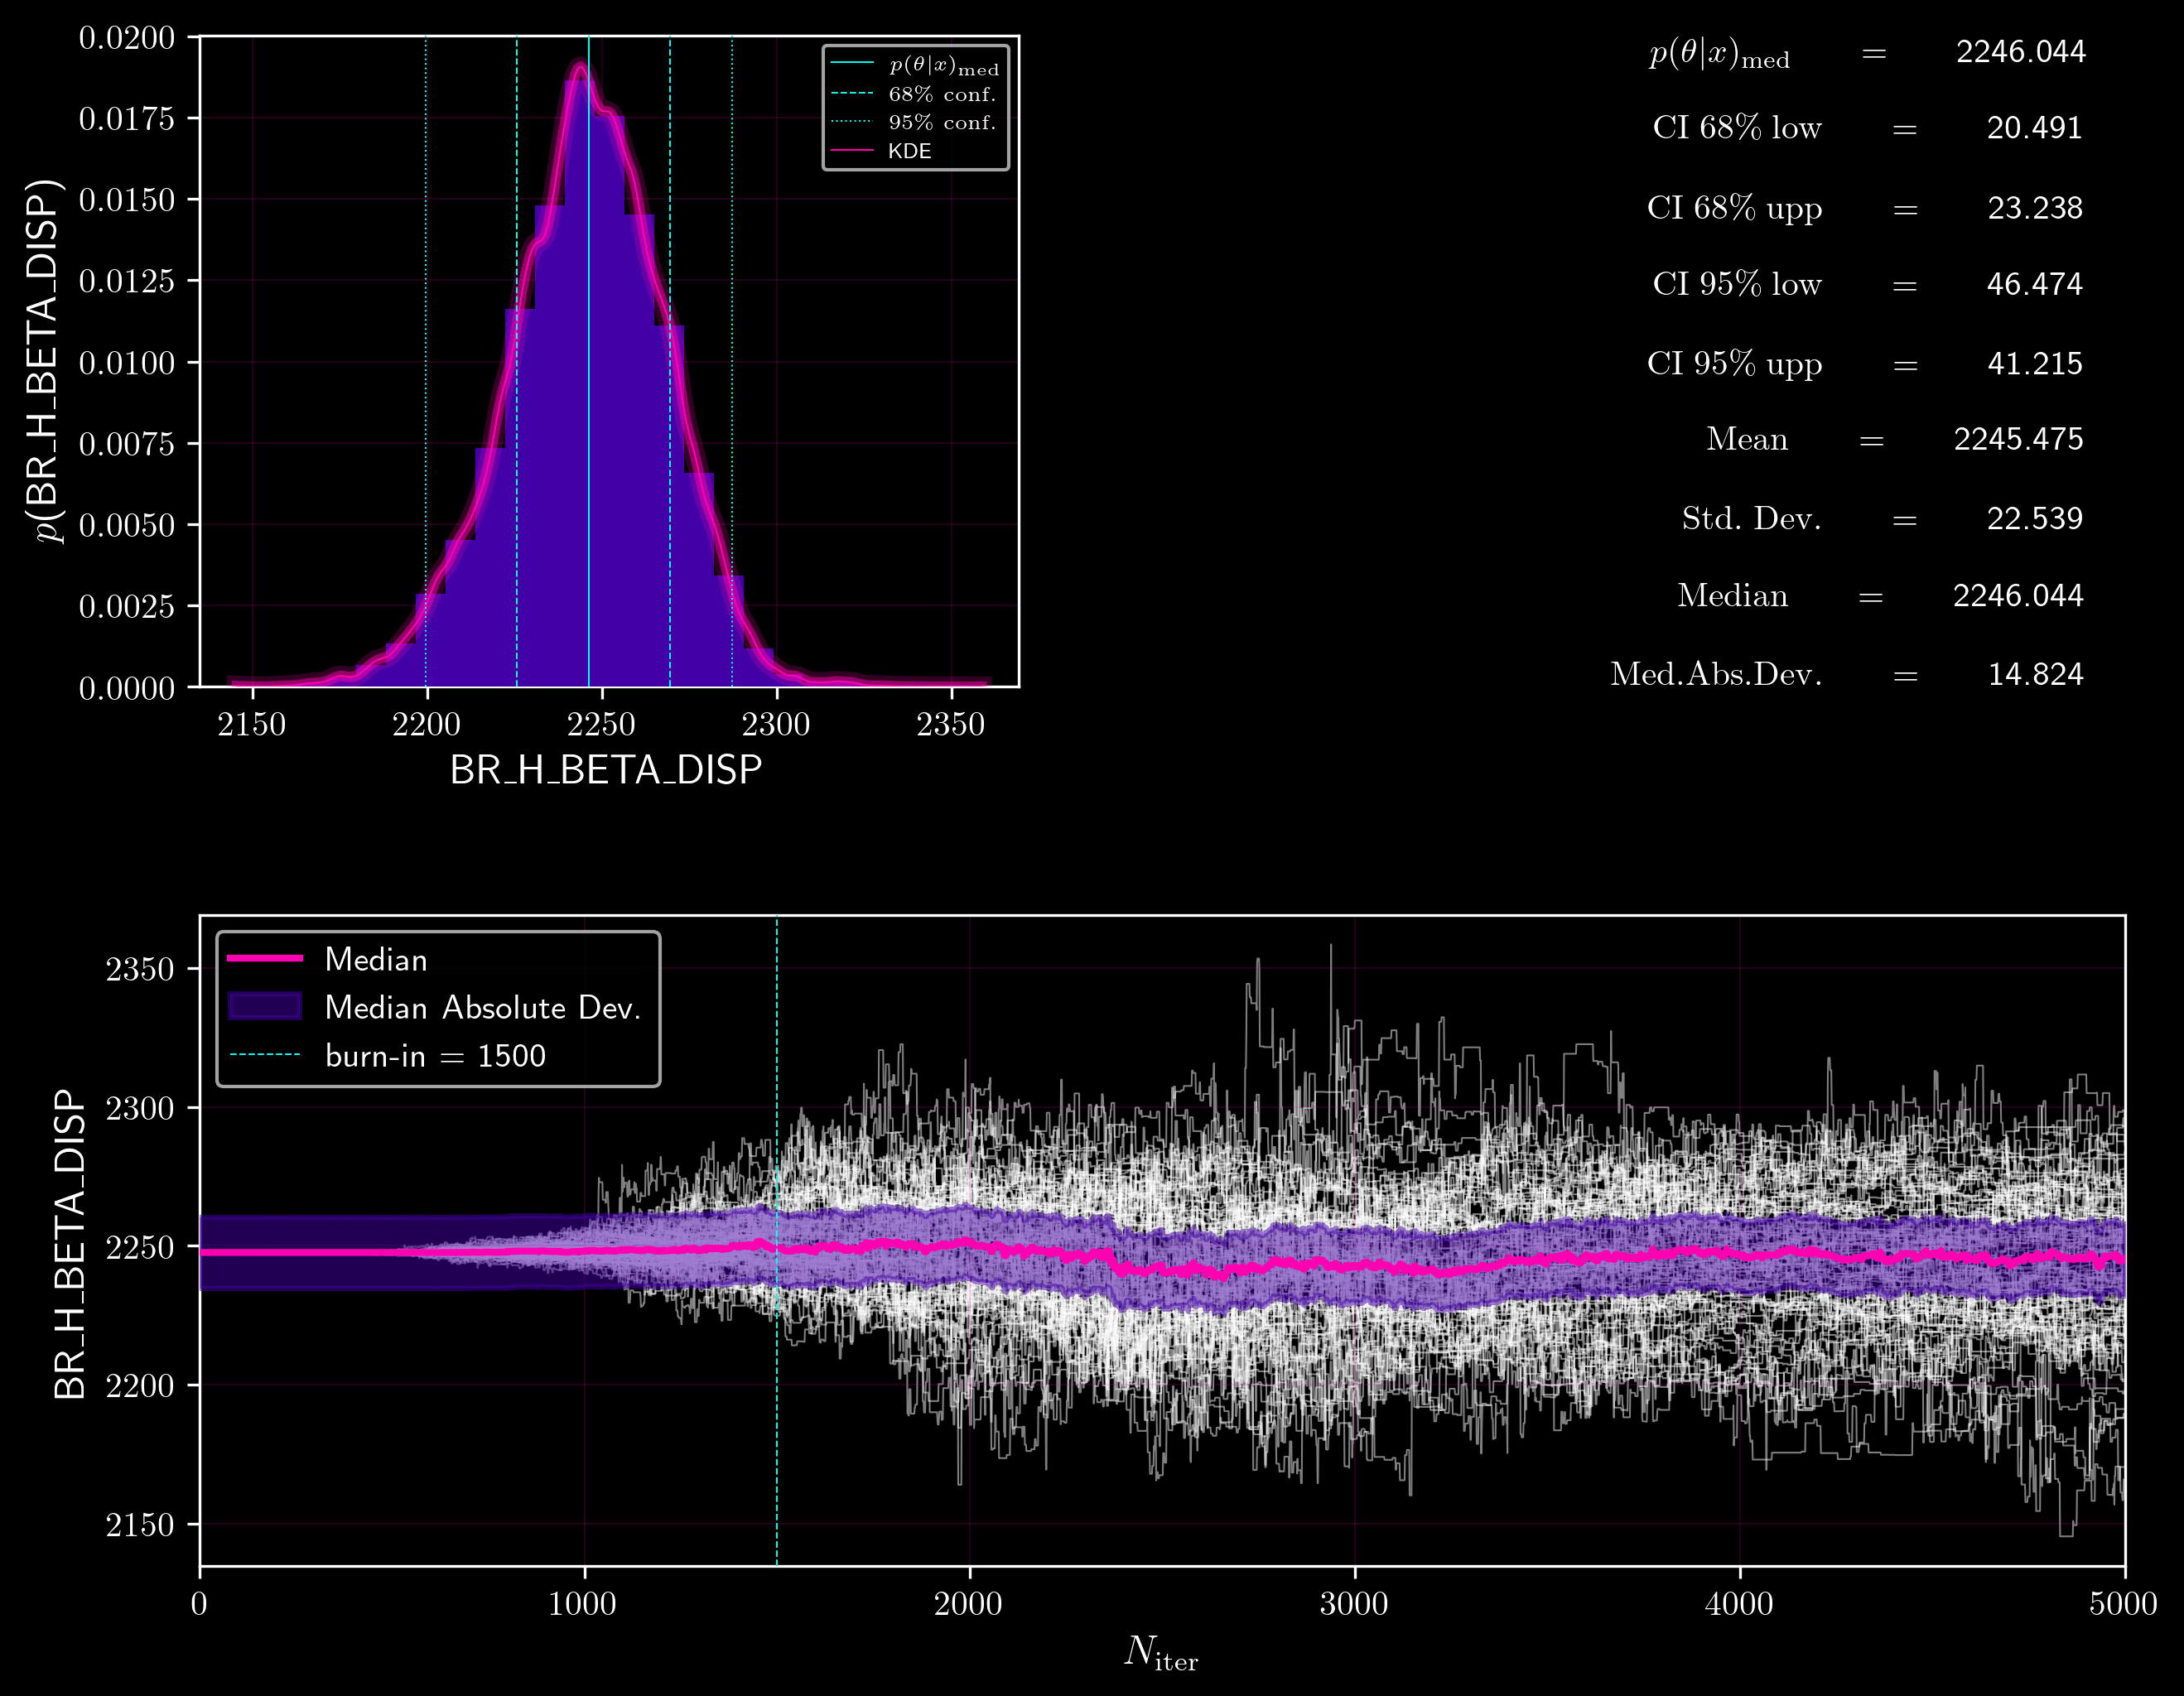 p(BR_H_BETA_DISP)
0.0200
0.0175
0.0150
0.0125
0.0100
0.0075
0.0050
0.0025
0.0000
p(θ|x)med
68% conf.
95% conf.
KDE
2150 2200 2250 2300 2350
BR_H_BETA_DISP
p(θ|x)med = 2246.044
CI 68% low = 20.491
CI 68% upp = 23.238
CI 95% low = 46.474
CI 95% upp = 41.215
Mean = 2245.475
Std. Dev. = 22.539
Median = 2246.044
Med.Abs.Dev. = 14.824
BR_H_BETA_DISP
2350
2300
2250
2200
2150
Median
Median Absolute Dev.
burn-in = 1500
0 1000 2000 3000 4000 5000
Niter